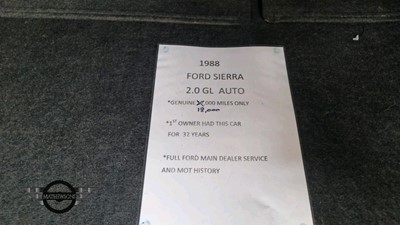 1988
FORD SIERRA
2.0 GL AUTO
*GENUINE ,000 MILES ONLY
*1ST OWNER HAD THIS CAR
FOR 32 YEARS
*FULL FORD MAIN DEALER SERVICE
AND MOT HISTORY